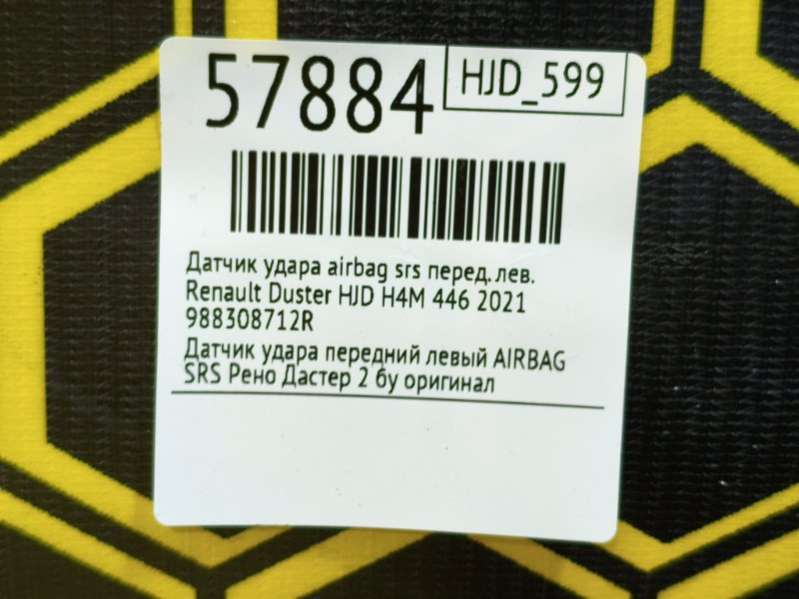 57884
HJD_599
Датчик удара airbag srs перед. лев.
Renault Duster HJD H4M 446 2021
988308712R
Датчик удара передний левый AIRBAG
SRS Рено Дастер 2 бу оригинал